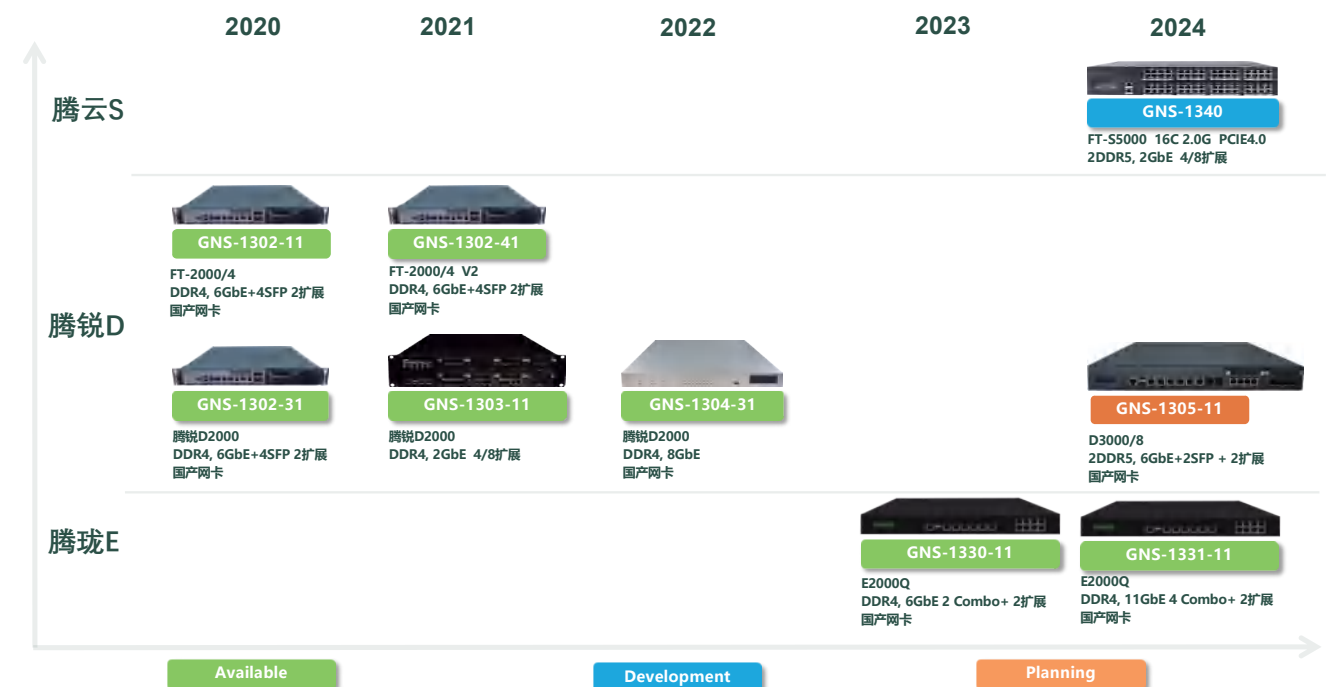 2020
2021
2022
2023
2024
腾云S
GNS-1340
FT-S5000 16C 2.0G PCIE4.0
2DDR5, 2GbE 4/8扩展
腾锐D
GNS-1302-11
FT-2000/4
DDR4, 6GbE+4SFP 2扩展
国产网卡
GNS-1302-41
FT-2000/4 V2
DDR4, 6GbE+4SFP 2扩展
国产网卡
GNS-1302-31
腾锐D2000
DDR4, 6GbE+4SFP 2扩展
国产网卡
GNS-1303-11
腾锐D2000
DDR4, 2GbE 4/8扩展
GNS-1304-31
腾锐D2000
DDR4, 8GbE
国产网卡
GNS-1305-11
D3000/8
2DDR5, 6GbE+2SFP + 2扩展
国产网卡
腾珑E
GNS-1330-11
E2000Q
DDR4, 6GbE 2 Combo+ 2扩展
国产网卡
GNS-1331-11
E2000Q
DDR4, 11GbE 4 Combo+ 2扩展
国产网卡
Available
Development
Planning